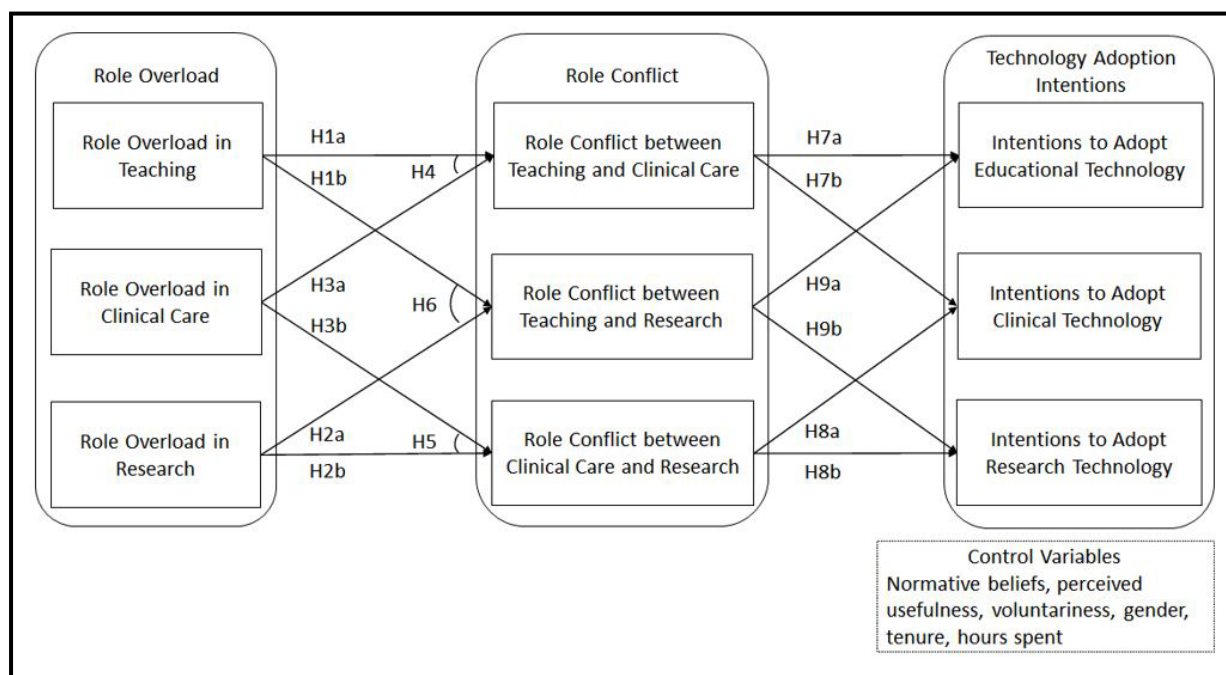 Role Overload
Role Overload in
Teaching
Role Overload in
Clinical Care
Role Overload in
Research
H1a
H1b
H4
H3a
H3b
H6
H2a
H5
H2b
Role Conflict
Role Conflict between
Teaching and Clinical Care
Role Conflict between
Teaching and Research
Role Conflict between
Clinical Care and Research
H7a
H7b
H9a
H9b
H8a
H8b
Technology Adoption
Intentions
Intentions to Adopt
Educational Technology
Intentions to Adopt
Clinical Technology
Intentions to Adopt
Research Technology
Control Variables
Normative beliefs, perceived
usefulness, voluntariness, gender,
tenure, hours spent